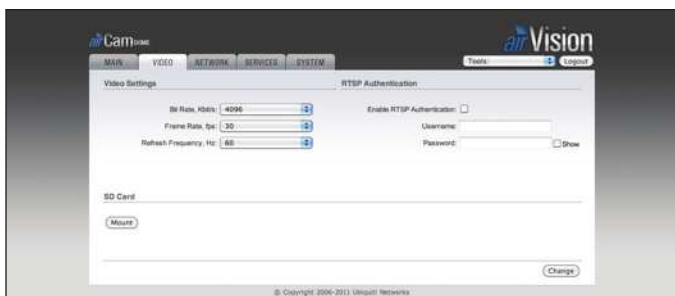 airCam DOME
airVision
MAIN VIDEO NETWORK SERVICES SYSTEM
Tools: Logout
Video Settings
RTSP Authentication
Bit Rate, Kbit/s: 4096
Enable RTSP Authentication:
Frame Rate, fps: 30
Username:
Refresh Frequency, Hz: 60
Password: Show
SD Card
Mount
Change
© Copyright 2006-2011 Ubiquiti Networks